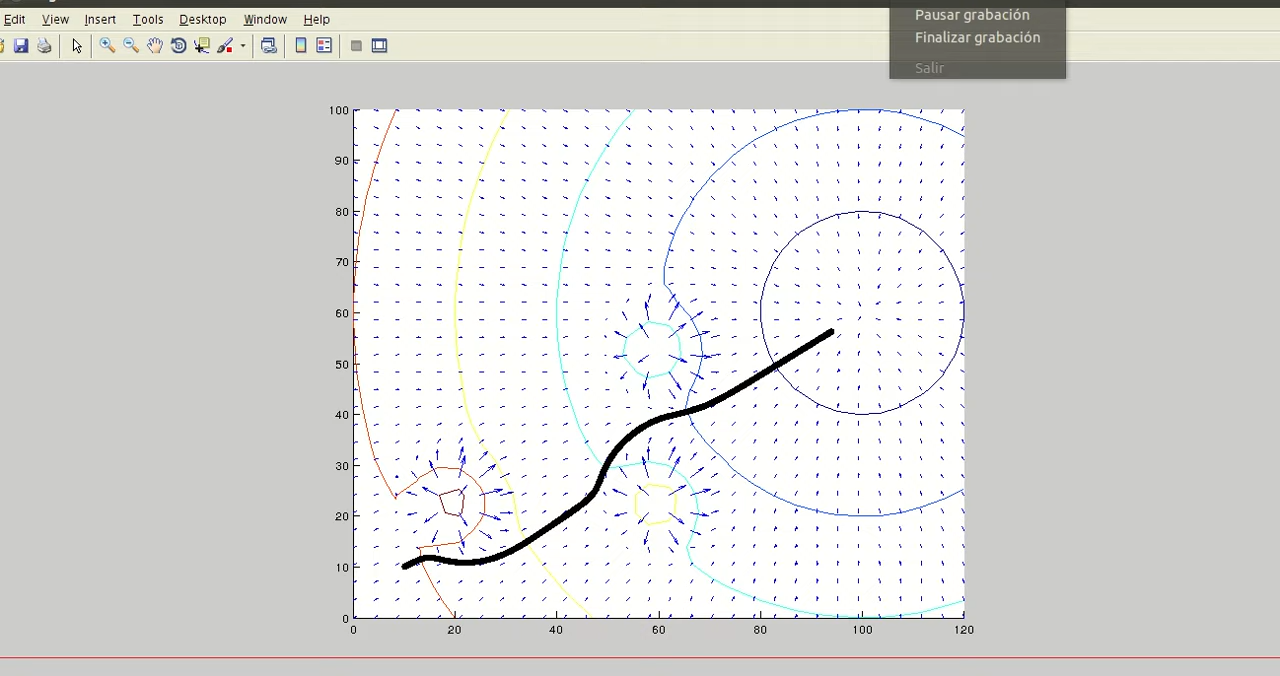 Edit View Insert Tools Desktop Window Help
Pausar grabación
Finalizar grabación
Salir
100
90
80
70
60
50
40
30
20
10
0
0 20 40 60 80 100 120